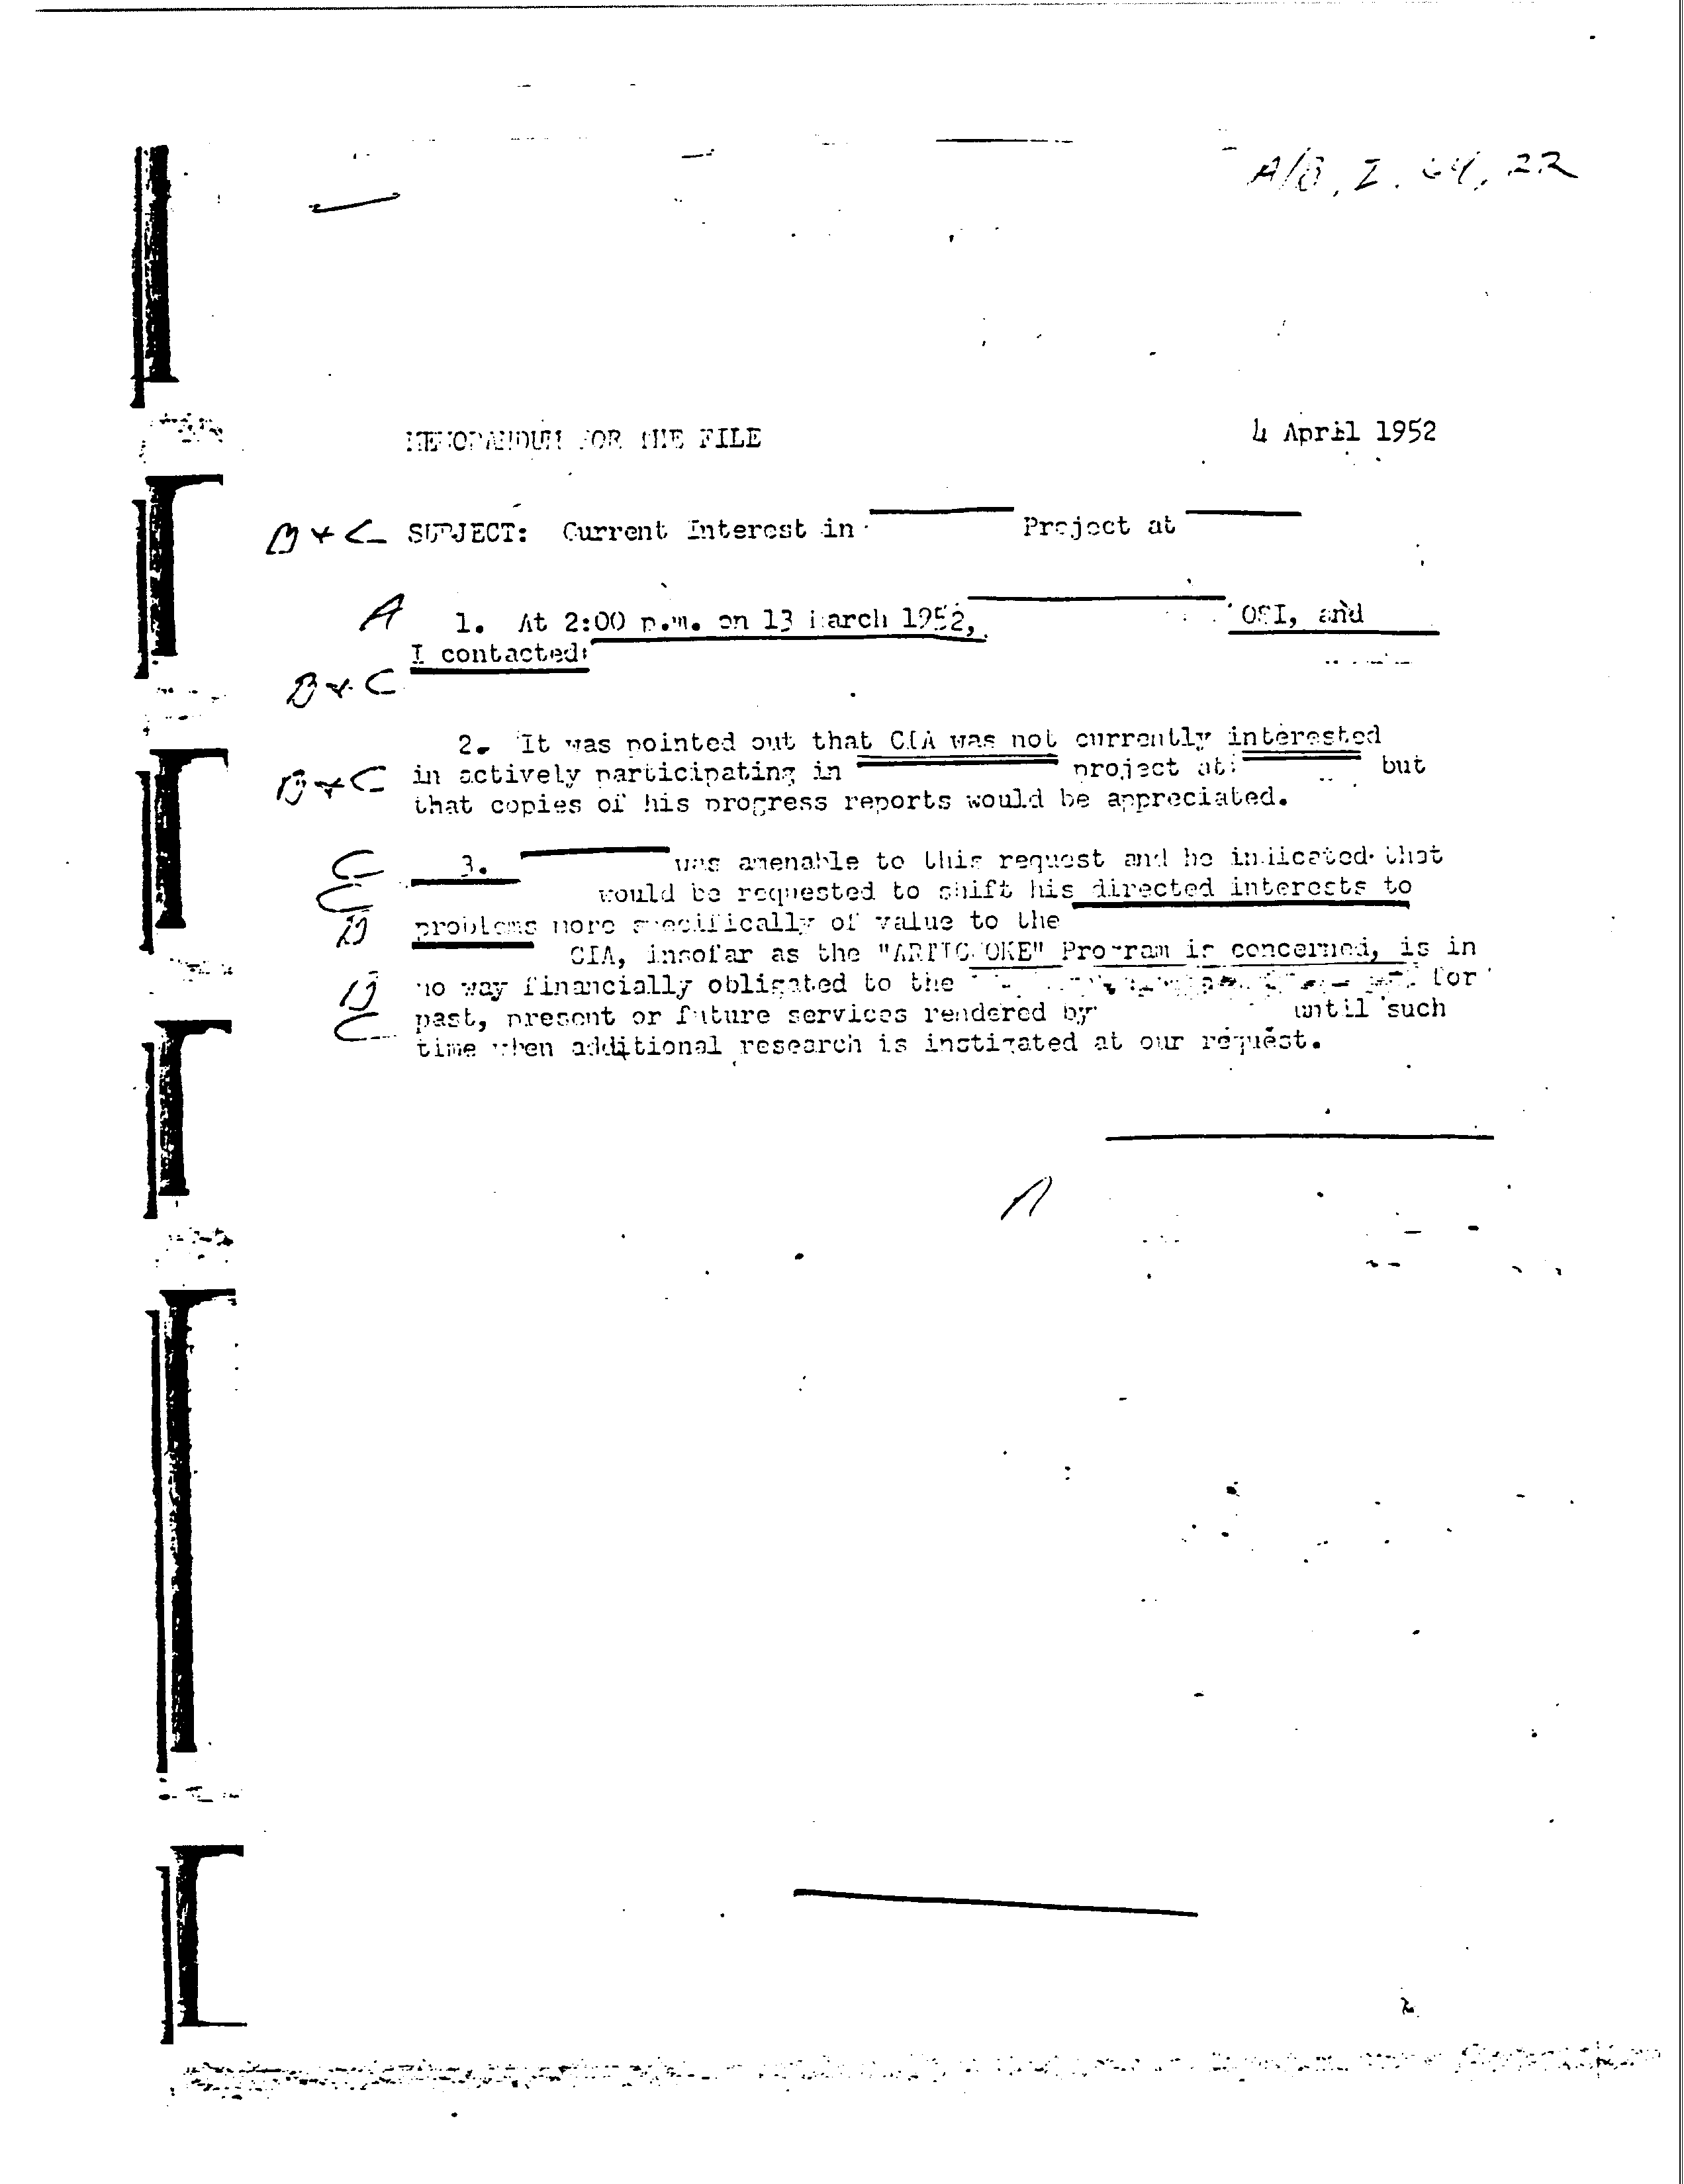 A/B, I, 64, 22
MEMORANDUM FOR THE FILE 4 April 1952
B + C SUBJECT: Current Interest in Project at
A 1. At 2:00 p.m. on 13 March 1952, OSI, and
I contacted
B + C
2. It was pointed out that CIA was not currently interested
B + C in actively participating in project at but
that copies of his progress reports would be appreciated.
C 3. was amenable to this request and he indicated that
C would be requested to shift his directed interests to
D problems more specifically of value to the
CIA, insofar as the "ARTICHOKE" Program is concerned, is in
D no way financially obligated to the for
C past, present or future services rendered by until such
time when additional research is instigated at our request.
A